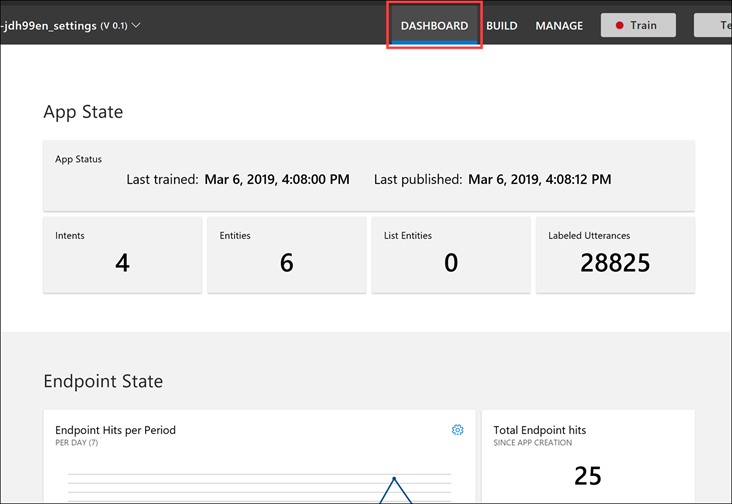 -jdh99en_settings (V 0.1) DASHBOARD BUILD MANAGE Train Te
App State
App Status
Last trained: Mar 6, 2019, 4:08:00 PM Last published: Mar 6, 2019, 4:08:12 PM
Intents Entities List Entities Labeled Utterances
4 6 0 28825
Endpoint State
Endpoint Hits per Period Total Endpoint hits
PER DAY (7) SINCE APP CREATION
25